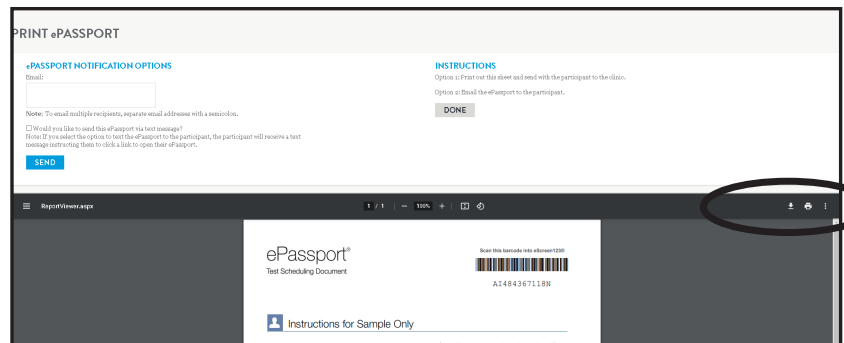 PRINT ePASSPORT
ePASSPORT NOTIFICATION OPTIONS
Email:
Note: To email multiple recipients, separate email addresses with a semicolon.
Would you like to send this ePassport via text message?
Note: If you select the option to text the ePassport to the participant, the participant will receive a text
message instructing them to click a link to open their ePassport.
SEND
INSTRUCTIONS
Option 1: Print out this sheet and send with the participant to the clinic.
Option 2: Email the ePassport to the participant.
DONE
ReportViewer.aspx
1 / 1
100%
ePassport®
Test Scheduling Document
Scan this barcode into eScreen123®
AI484367118N
Instructions for Sample Only